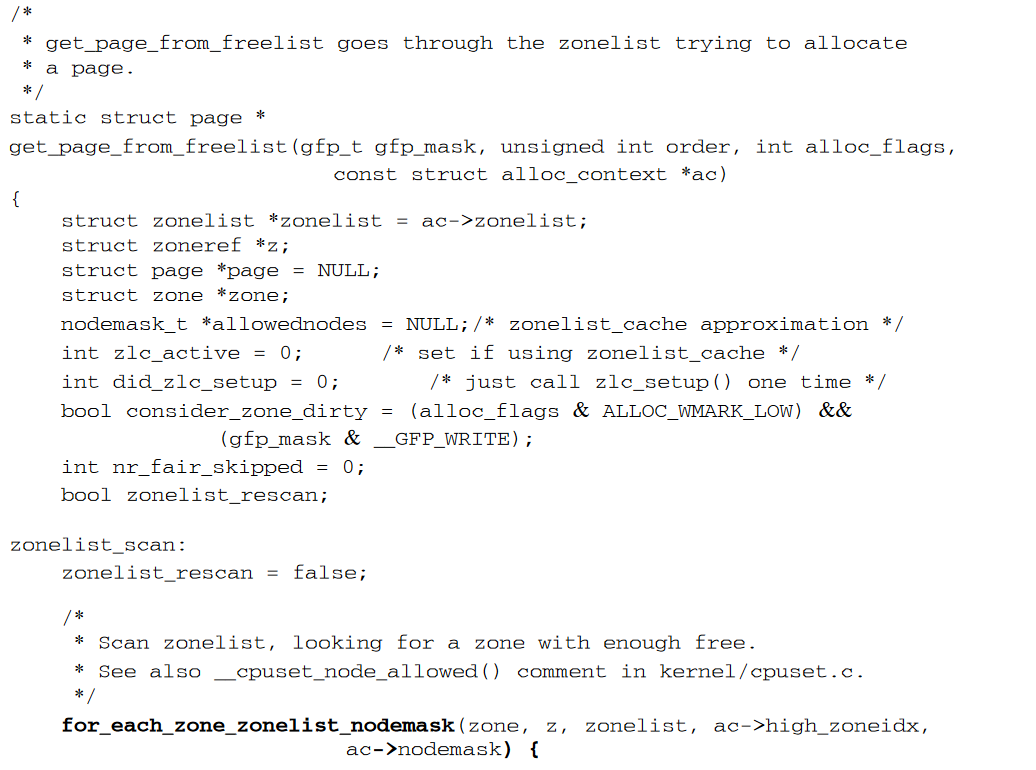 /*
 * get_page_from_freelist goes through the zonelist trying to allocate
 * a page.
 */
static struct page *
get_page_from_freelist(gfp_t gfp_mask, unsigned int order, int alloc_flags,
                         const struct alloc_context *ac)
{
    struct zonelist *zonelist = ac->zonelist;
    struct zoneref *z;
    struct page *page = NULL;
    struct zone *zone;
    nodemask_t *allowednodes = NULL;/* zonelist_cache approximation */
    int zlc_active = 0;      /* set if using zonelist_cache */
    int did_zlc_setup = 0;       /* just call zlc_setup() one time */
    bool consider_zone_dirty = (alloc_flags & ALLOC_WMARK_LOW) &&
                (gfp_mask & __GFP_WRITE);
    int nr_fair_skipped = 0;
    bool zonelist_rescan;

zonelist_scan:
    zonelist_rescan = false;

    /*
     * Scan zonelist, looking for a zone with enough free.
     * See also __cpuset_node_allowed() comment in kernel/cpuset.c.
     */
    for_each_zone_zonelist_nodemask(zone, z, zonelist, ac->high_zoneidx,
                          ac->nodemask) {